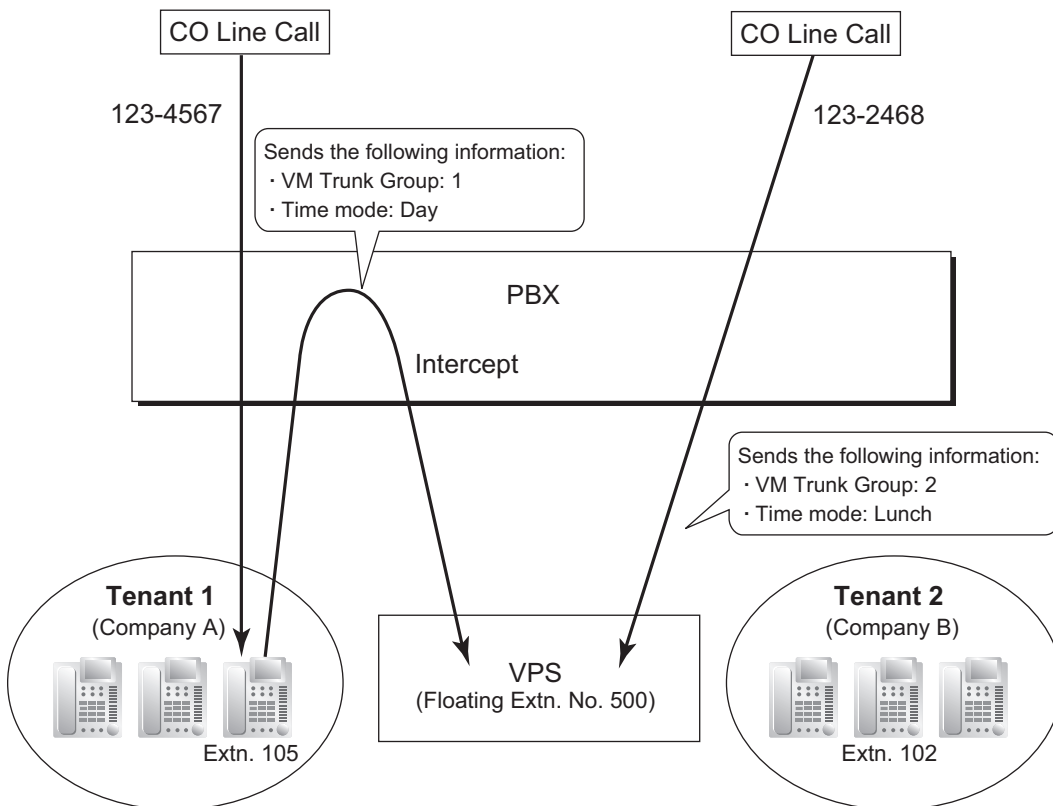 CO Line Call
CO Line Call
123-4567
123-2468
Sends the following information:
・VM Trunk Group: 1
・Time mode: Day
PBX
Intercept
Sends the following information:
・VM Trunk Group: 2
・Time mode: Lunch
Tenant 1
(Company A)
Extn. 105
VPS
(Floating Extn. No. 500)
Tenant 2
(Company B)
Extn. 102